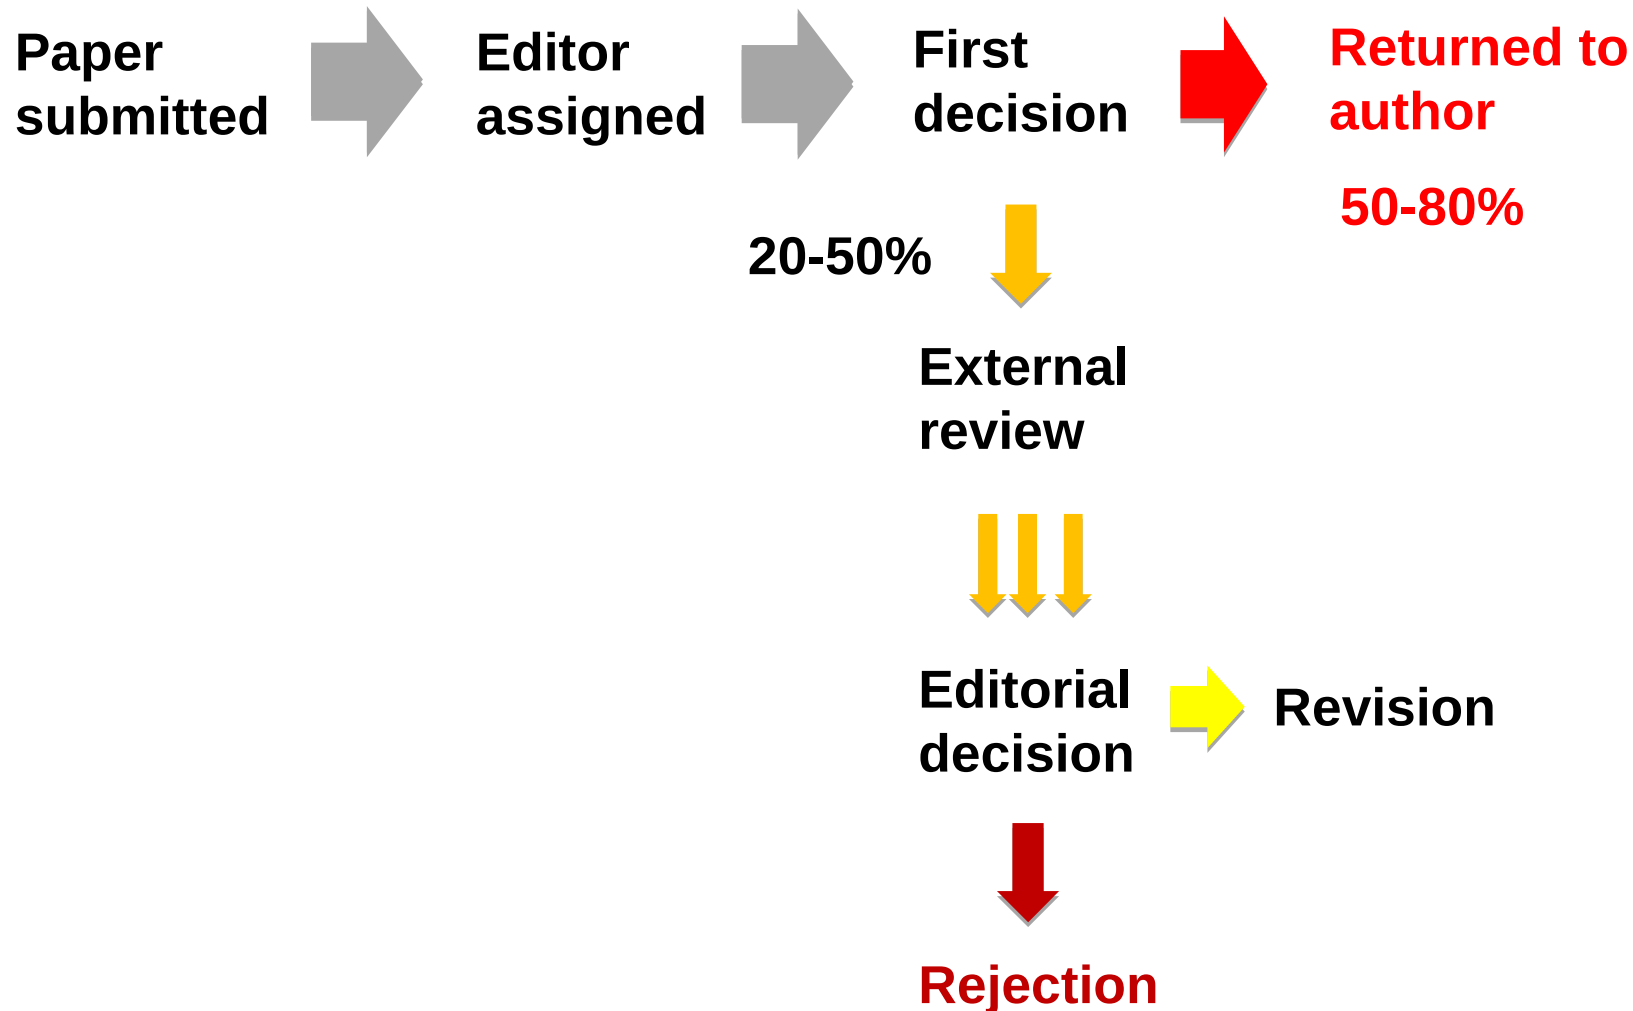 Paper
submitted
Editor
assigned
First
decision
Returned to
author
50-80%
20-50%
External
review
Editorial
decision
Revision
Rejection